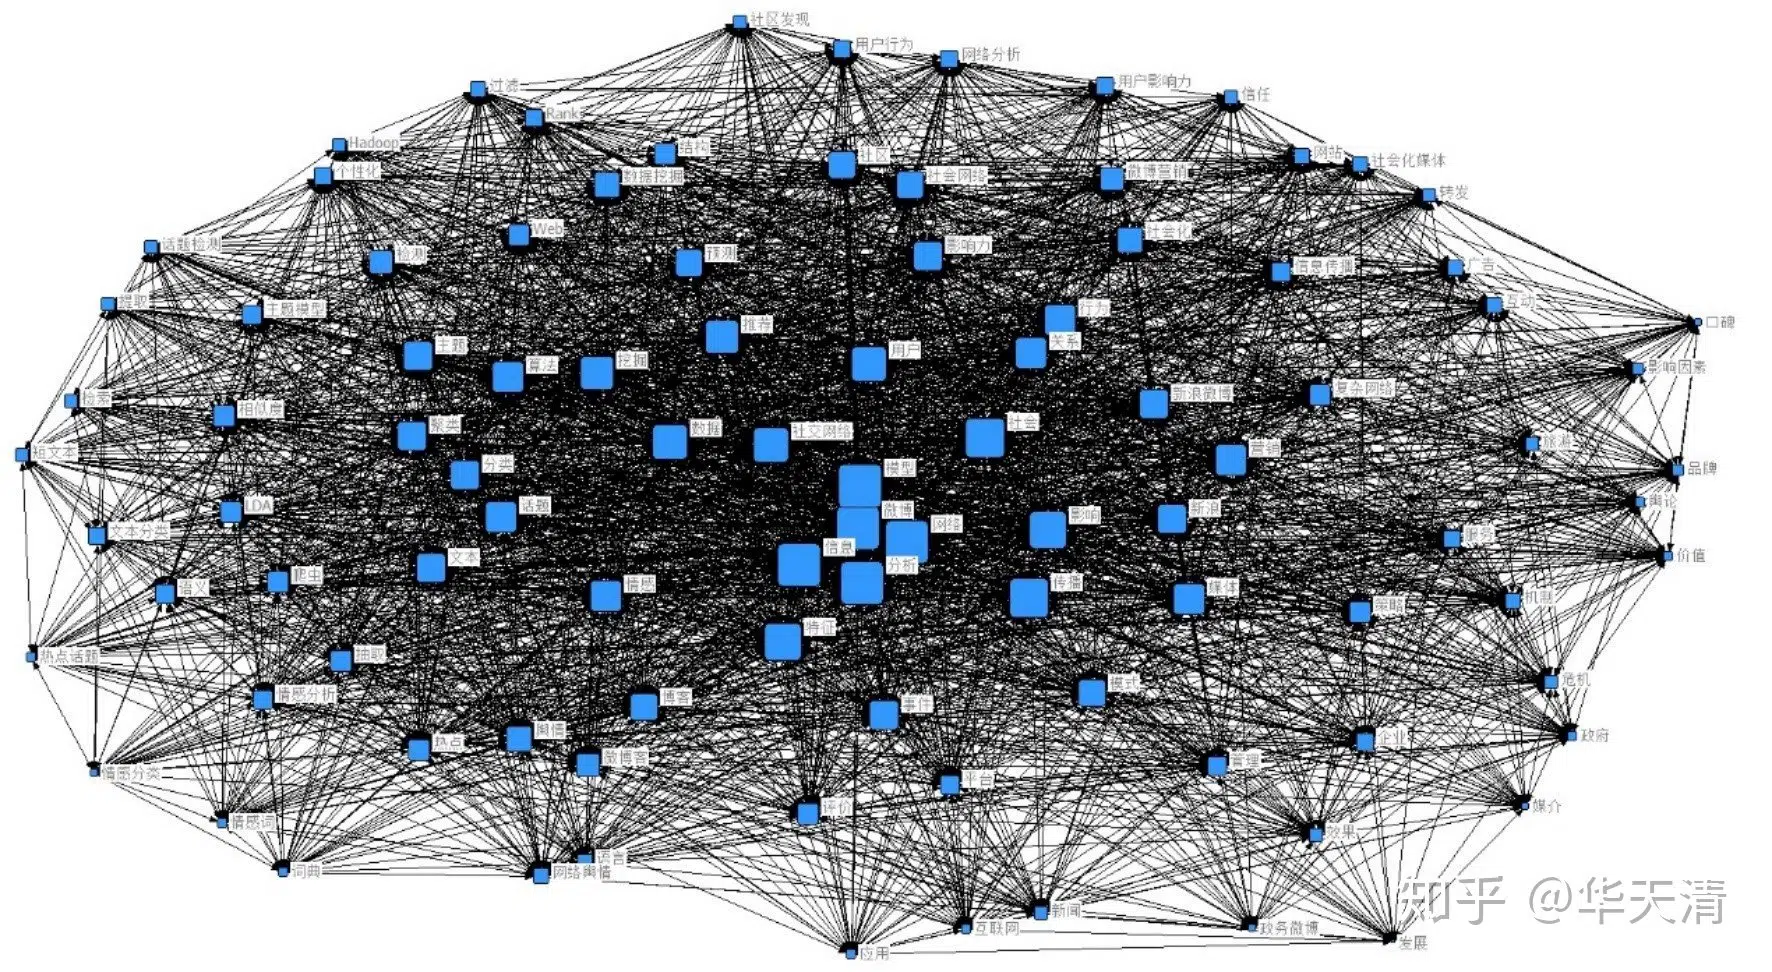 社区发现
用户行为
网络分析
用户影响力
信任
过滤
Rank
Hadoop
个性化
结构
数据挖掘
社区
社会网络
微博营销
网站
社会化媒体
转发
话题检测
检测
Web
预测
影响力
社会化
信息传播
广告
互动
口碑
提取
主题模型
推荐
行为
关系
主题
算法
挖掘
用户
影响因素
检索
相似度
新浪微博
复杂网络
聚类
数据
社交网络
社会
营销
旅游
短文本
分类
模型
品牌
LDA
话题
微博
网络
影响
新浪
舆论
文本分类
信息
分析
服务
价值
语义
爬虫
文本
情感
传播
媒体
策略
机制
热点话题
抽取
特征
情感分析
博客
事件
模式
危机
热点
舆情
微博客
企业
政府
情感分类
平台
管理
情感词
评价
效果
媒介
词典
语言
网络舆情
新闻
互联网
政务微博
应用
发展
知乎 @华天清